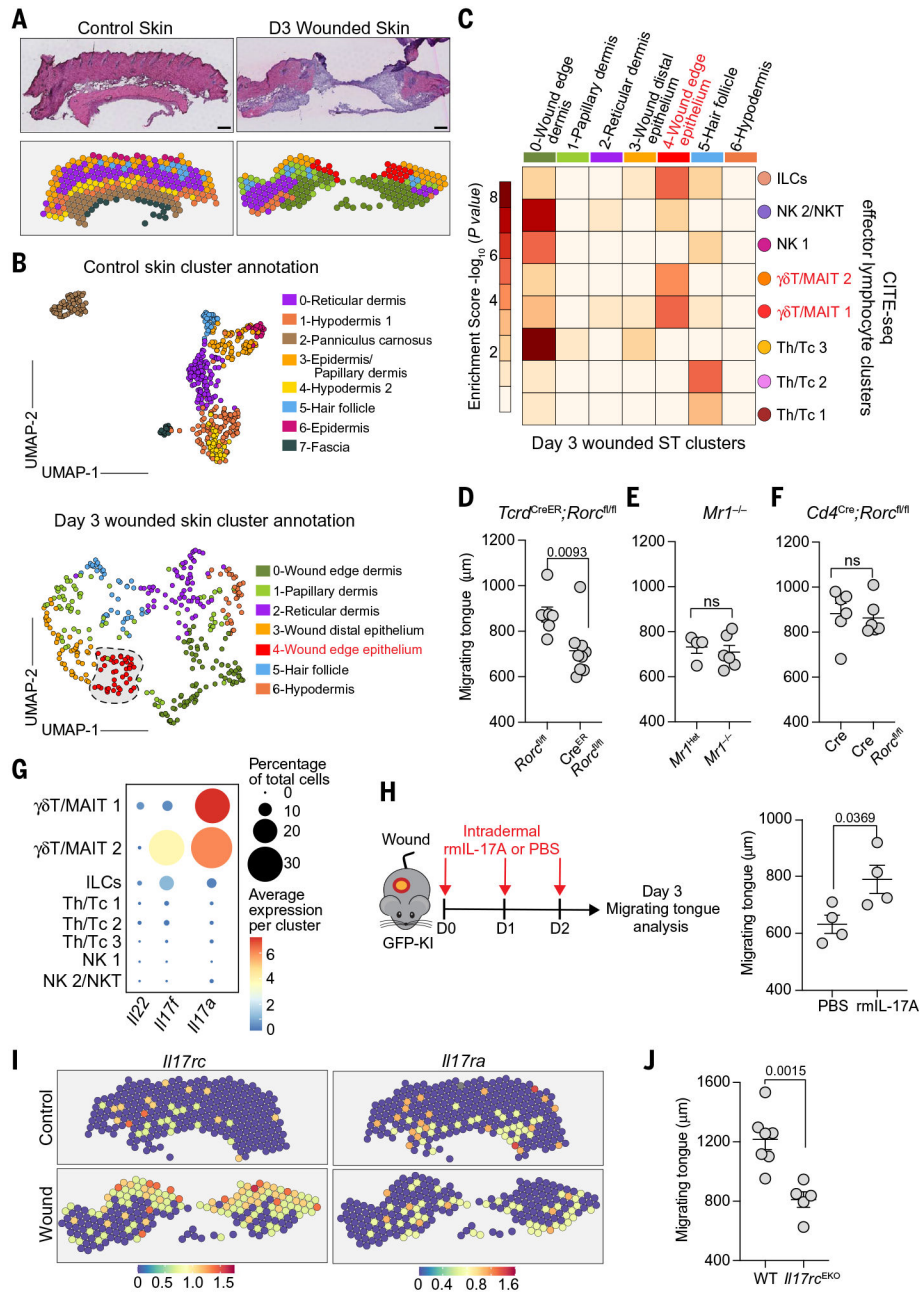 A
Control Skin
D3 Wounded Skin
B
Control skin cluster annotation
0-Reticular dermis
1-Hypodermis 1
2-Panniculus carnosus
3-Epidermis/
Papillary dermis
4-Hypodermis 2
5-Hair follicle
6-Epidermis
7-Fascia
UMAP-2
UMAP-1
Day 3 wounded skin cluster annotation
0-Wound edge dermis
1-Papillary dermis
2-Reticular dermis
3-Wound distal epithelium
4-Wound edge epithelium
5-Hair follicle
6-Hypodermis
UMAP-2
UMAP-1
C
0-Wound edge
dermis
1-Papillary dermis
2-Reticular dermis
3-Wound distal
epithelium
4-Wound edge
epithelium
5-Hair follicle
6-Hypodermis
Enrichment Score -log10 (P value)
8
6
4
2
ILCs
NK 2/NKT
NK 1
γδT/MAIT 2
γδT/MAIT 1
Th/Tc 3
Th/Tc 2
Th/Tc 1
CITE-seq
effector lymphocyte clusters
Day 3 wounded ST clusters
D
TcrdCreER;Rorcfl/fl
Migrating tongue (μm)
1200
1000
800
600
400
0.0093
Rorcfl/fl
CreER
Rorcfl/fl
E
Mr1–/–
1200
1000
800
600
400
ns
Mr1Het
Mr1–/–
F
Cd4Cre;Rorcfl/fl
1200
1000
800
600
400
ns
Cre
Cre
Rorcfl/fl
G
γδT/MAIT 1
γδT/MAIT 2
ILCs
Th/Tc 1
Th/Tc 2
Th/Tc 3
NK 1
NK 2/NKT
Il22
Il17f
Il17a
Percentage
of total cells
0
10
20
30
Average
expression
per cluster
6
4
2
0
H
Wound
Intradermal
rmIL-17A or PBS
GFP-KI
D0
D1
D2
Day 3
Migrating tongue
analysis
Migrating tongue (μm)
1000
800
600
400
0.0369
PBS
rmIL-17A
I
Il17rc
Il17ra
Control
Wound
0
0.5
1.0
1.5
0
0.4
0.8
1.6
J
Migrating tongue (μm)
1600
1200
800
400
0.0015
WT
Il17rcEKO